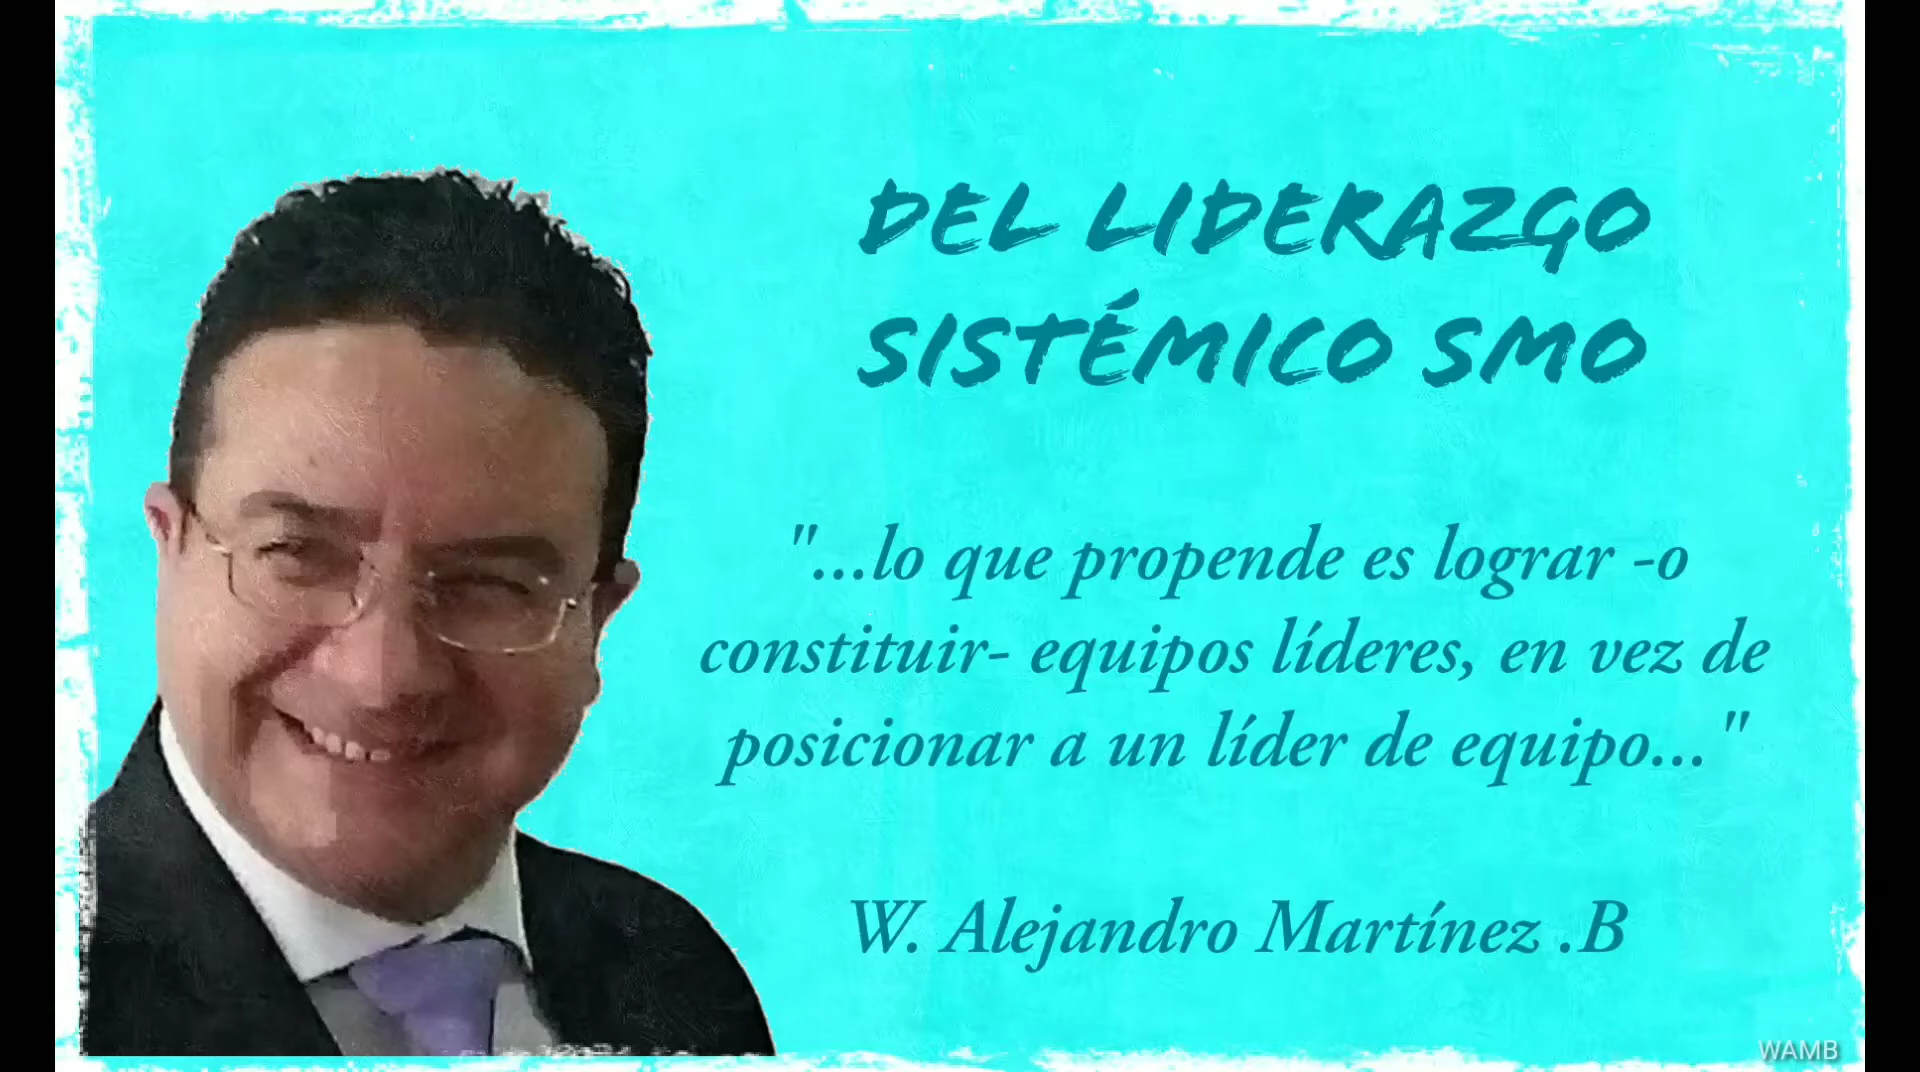 DEL LIDERAZGO
SISTÉMICO SMO
"...lo que propende es lograr -o
constituir- equipos líderes, en vez de
posicionar a un líder de equipo..."
W. Alejandro Martínez .B
WAMB